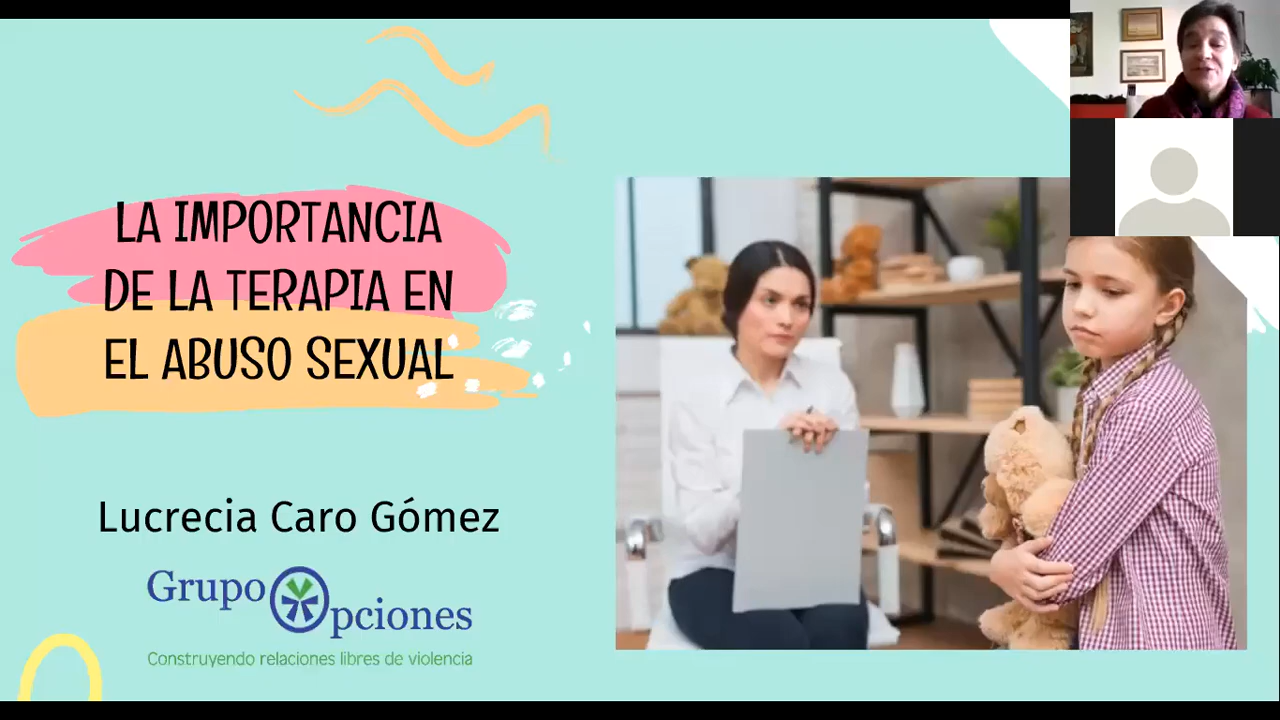 LA IMPORTANCIA
DE LA TERAPIA EN
EL ABUSO SEXUAL
Lucrecia Caro Gómez
Grupo Opciones
Construyendo relaciones libres de violencia